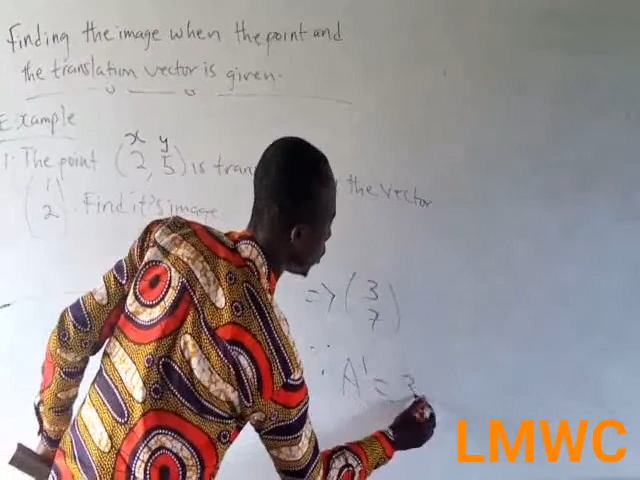 Finding the image when the point and
the translation vector is given.
Example
x y
1. The point (2, 5) is tran the vector
(1
2) . Find it's image
=> (3
7)
∴ A' = 3
LMWC